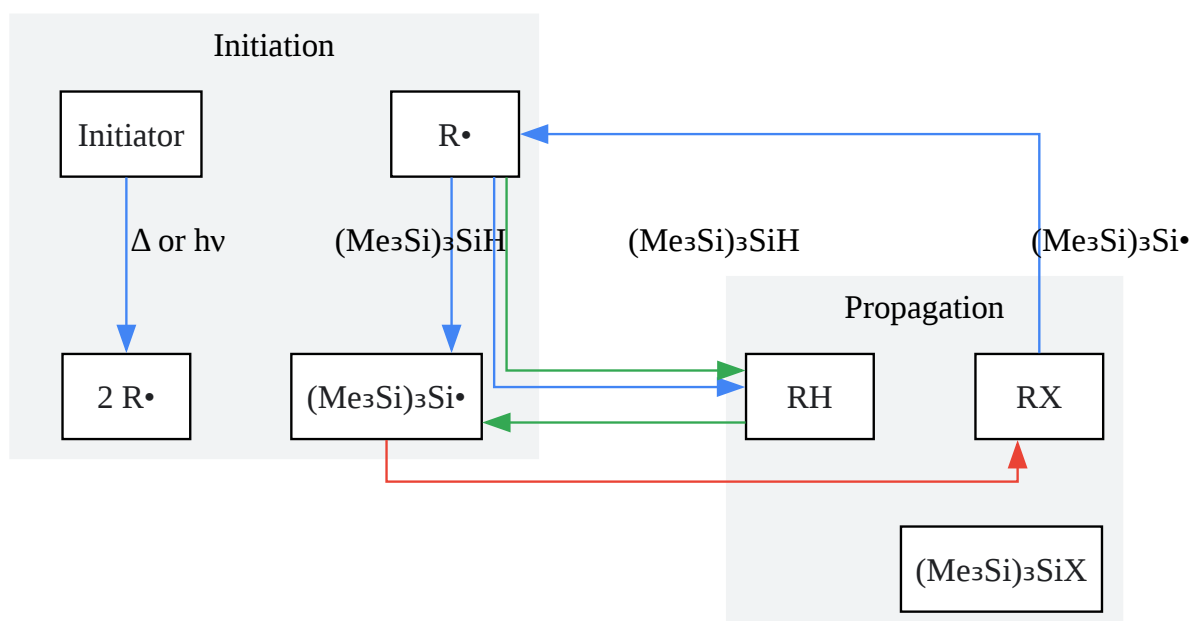 Initiation
Initiator
R•
Δ or hν
(Me₃Si)₃SiH
(Me₃Si)₃SiH
(Me₃Si)₃Si•
Propagation
2 R•
(Me₃Si)₃Si•
RH
RX
(Me₃Si)₃SiX